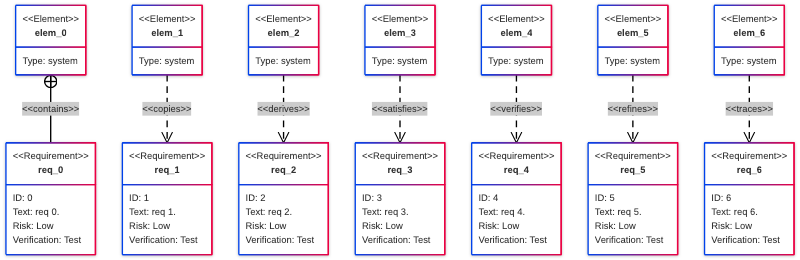 <<Element>>
elem_0
Type: system
<<contains>>
<<Requirement>>
req_0
ID: 0
Text: req 0.
Risk: Low
Verification: Test
<<Element>>
elem_1
Type: system
<<copies>>
<<Requirement>>
req_1
ID: 1
Text: req 1.
Risk: Low
Verification: Test
<<Element>>
elem_2
Type: system
<<derives>>
<<Requirement>>
req_2
ID: 2
Text: req 2.
Risk: Low
Verification: Test
<<Element>>
elem_3
Type: system
<<satisfies>>
<<Requirement>>
req_3
ID: 3
Text: req 3.
Risk: Low
Verification: Test
<<Element>>
elem_4
Type: system
<<verifies>>
<<Requirement>>
req_4
ID: 4
Text: req 4.
Risk: Low
Verification: Test
<<Element>>
elem_5
Type: system
<<refines>>
<<Requirement>>
req_5
ID: 5
Text: req 5.
Risk: Low
Verification: Test
<<Element>>
elem_6
Type: system
<<traces>>
<<Requirement>>
req_6
ID: 6
Text: req 6.
Risk: Low
Verification: Test